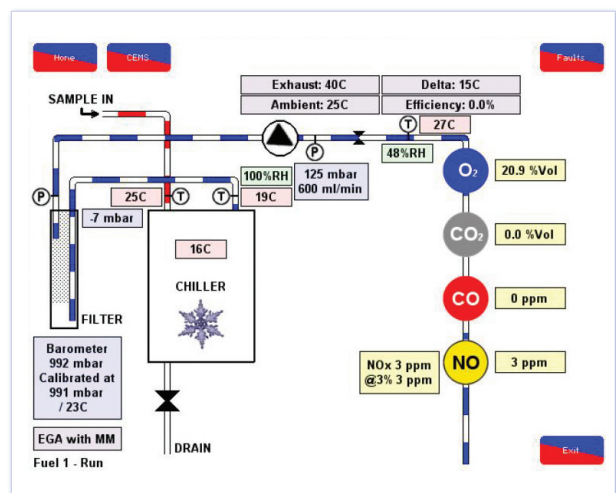 Home
CEMS
Faults
Exhaust: 40C
Delta: 15C
Ambient: 25C
Efficiency: 0.0%
SAMPLE IN
T
27C
P
125 mbar
600 ml/min
48%RH
O2
20.9 %Vol
100%RH
P
25C
T
T
19C
-7 mbar
CO2
0.0 %Vol
16C
CHILLER
CO
0 ppm
FILTER
Barometer
992 mbar
Calibrated at
991 mbar
/ 23C
NOx 3 ppm
@3% 3 ppm
NO
3 ppm
EGA with MM
DRAIN
Fuel 1 - Run
Exit